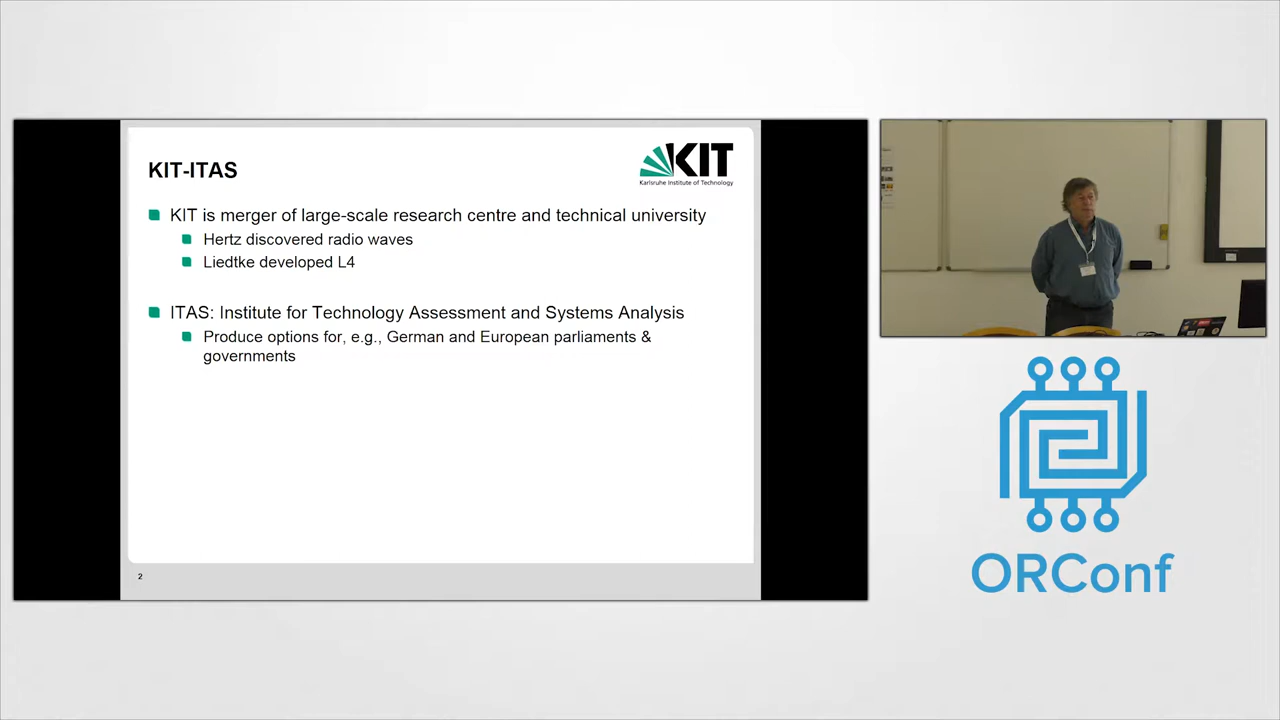 KIT-ITAS
KIT
Karlsruhe Institute of Technology
KIT is merger of large-scale research centre and technical university
Hertz discovered radio waves
Liedtke developed L4
ITAS: Institute for Technology Assessment and Systems Analysis
Produce options for, e.g., German and European parliaments &
governments
2
ORConf